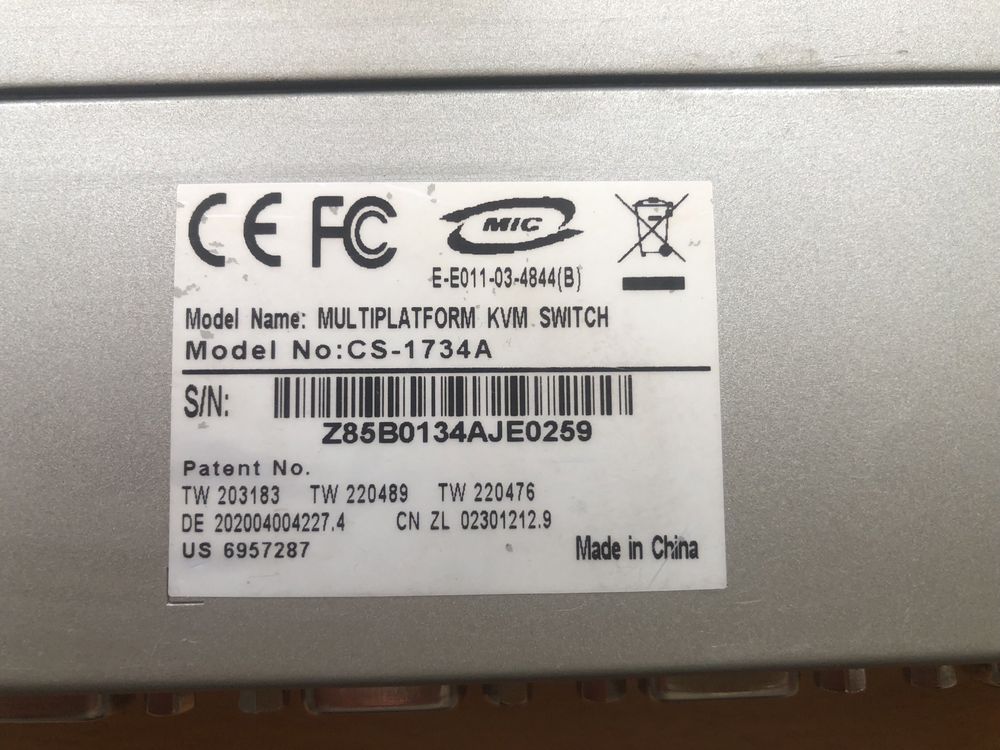 CE FC MIC
E-E011-03-4844(B)
Model Name: MULTIPLATFORM KVM SWITCH
Model No:CS-1734A
S/N:
Z85B0134AJE0259
Patent No.
TW 203183 TW 220489 TW 220476
DE 202004004227.4 CN ZL 02301212.9
US 6957287
Made in China